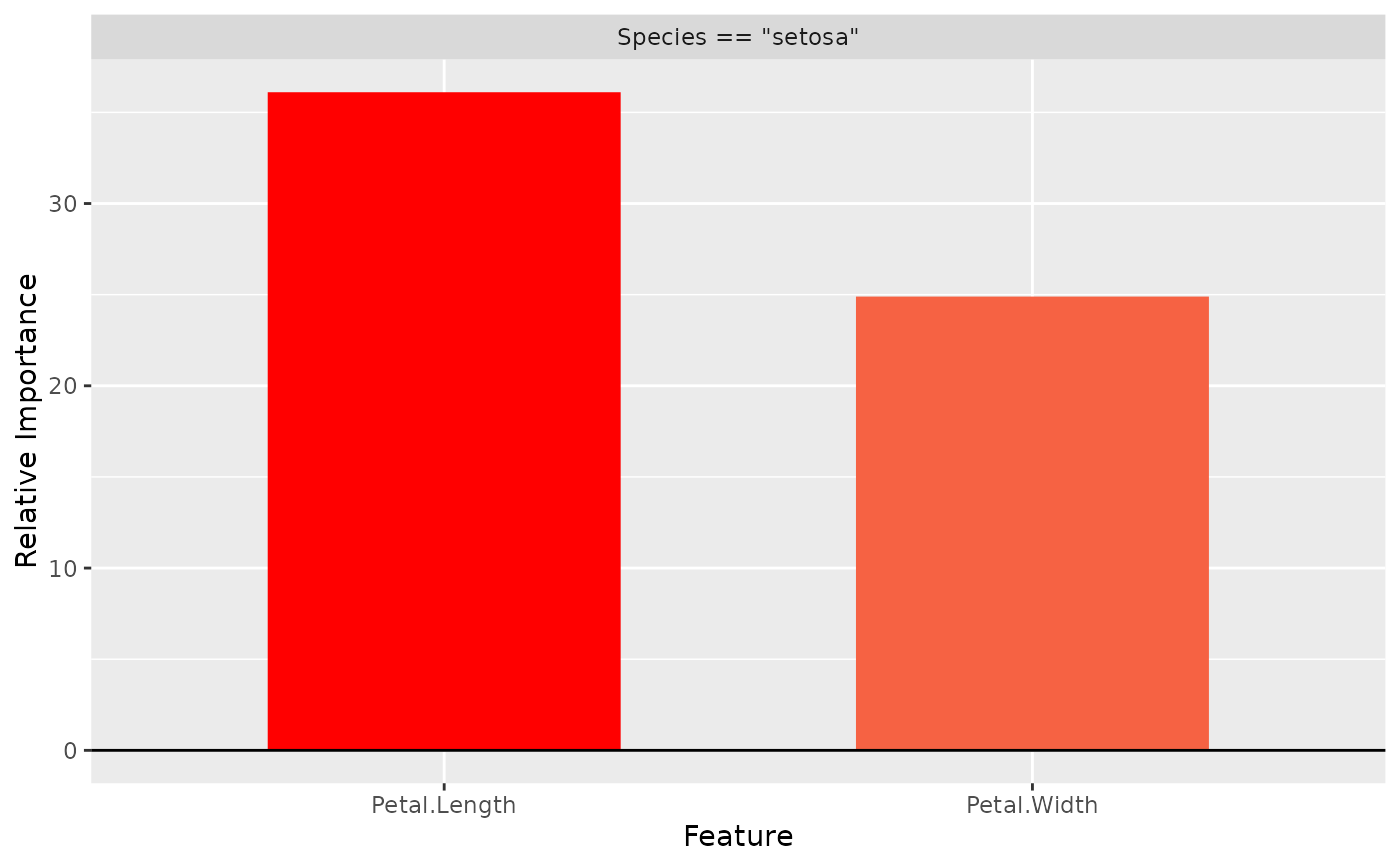 Species == "setosa"
Relative Importance
30
20
10
0
Petal.Length
Petal.Width
Feature